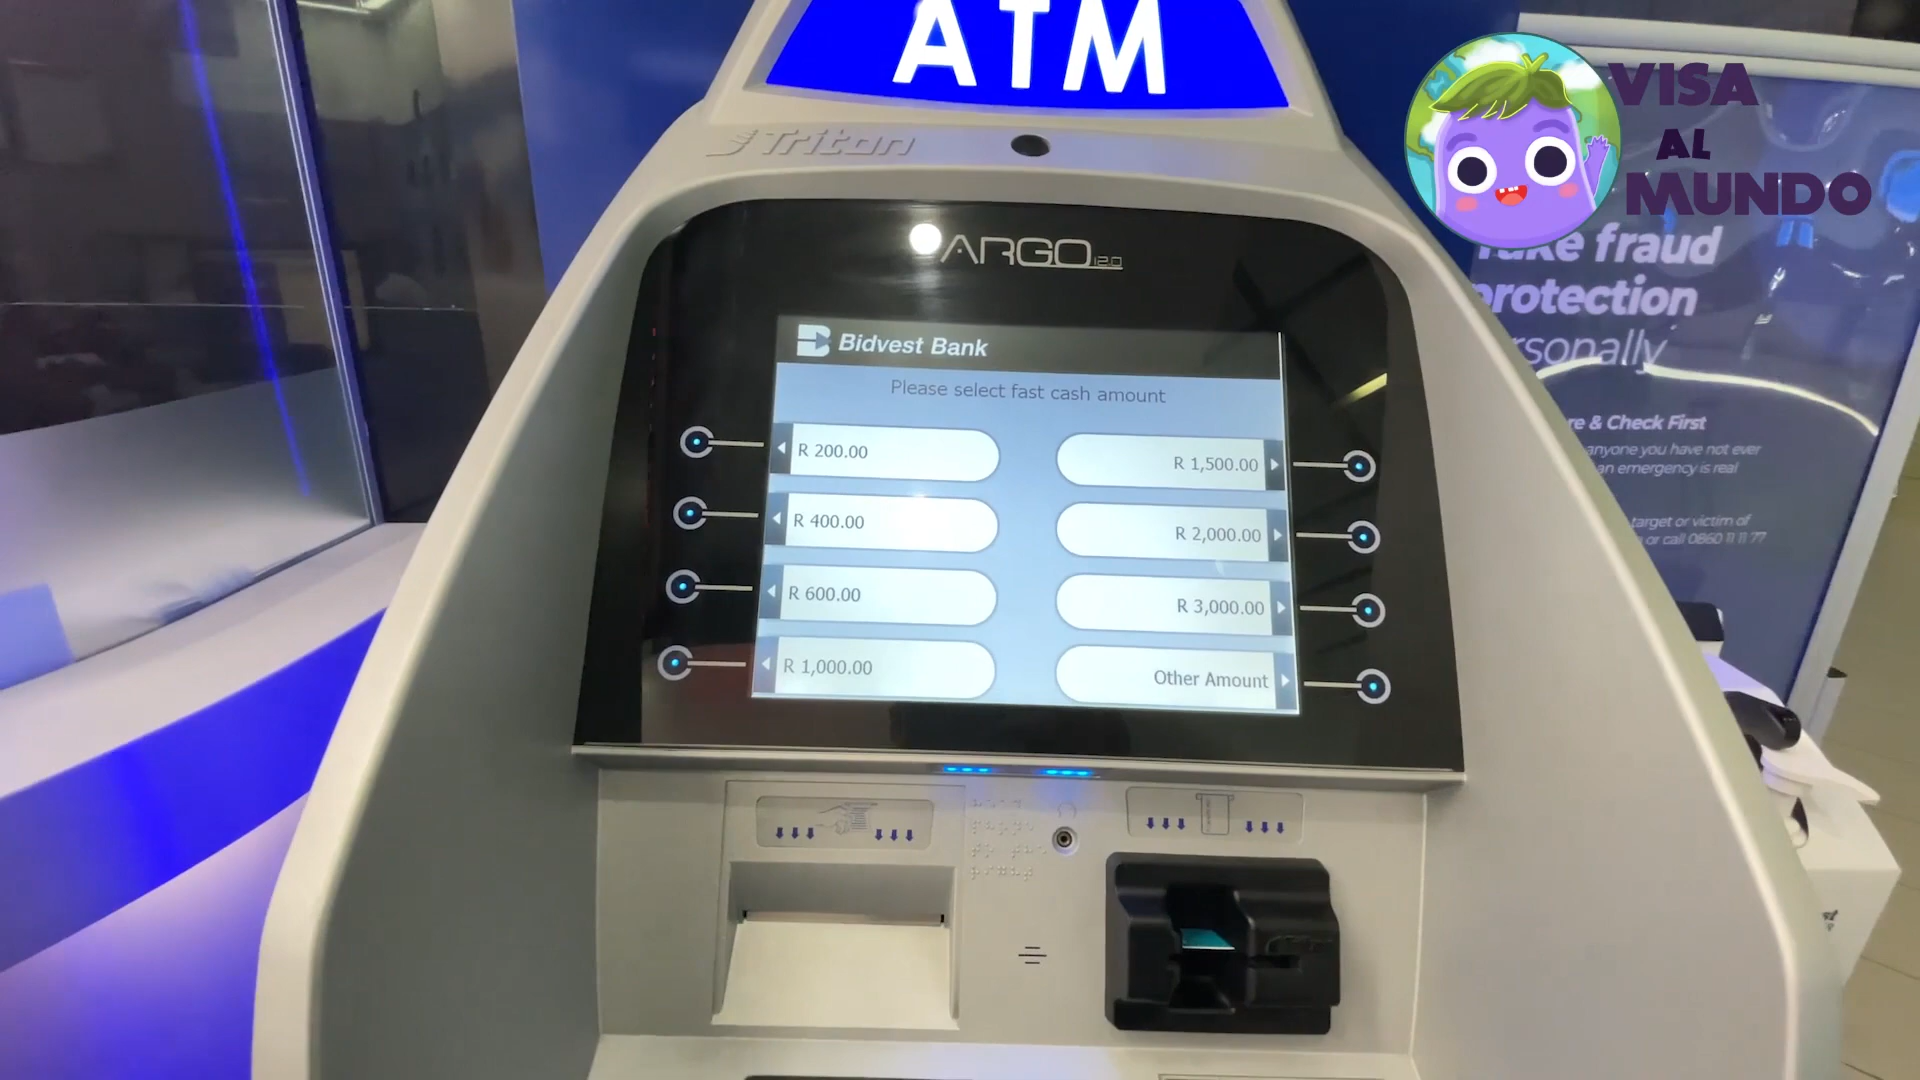 ATM
VISA
AL
MUNDO
Triton
ARGO 12.0
fraud
protection
Bidvest Bank
Please select fast cash amount
R 200.00
R 1,500.00
R 400.00
R 2,000.00
R 600.00
R 3,000.00
R 1,000.00
Other Amount
& Check First
anyone you have not ever
an emergency is real
target or victim of
or call 0860 11 11 77